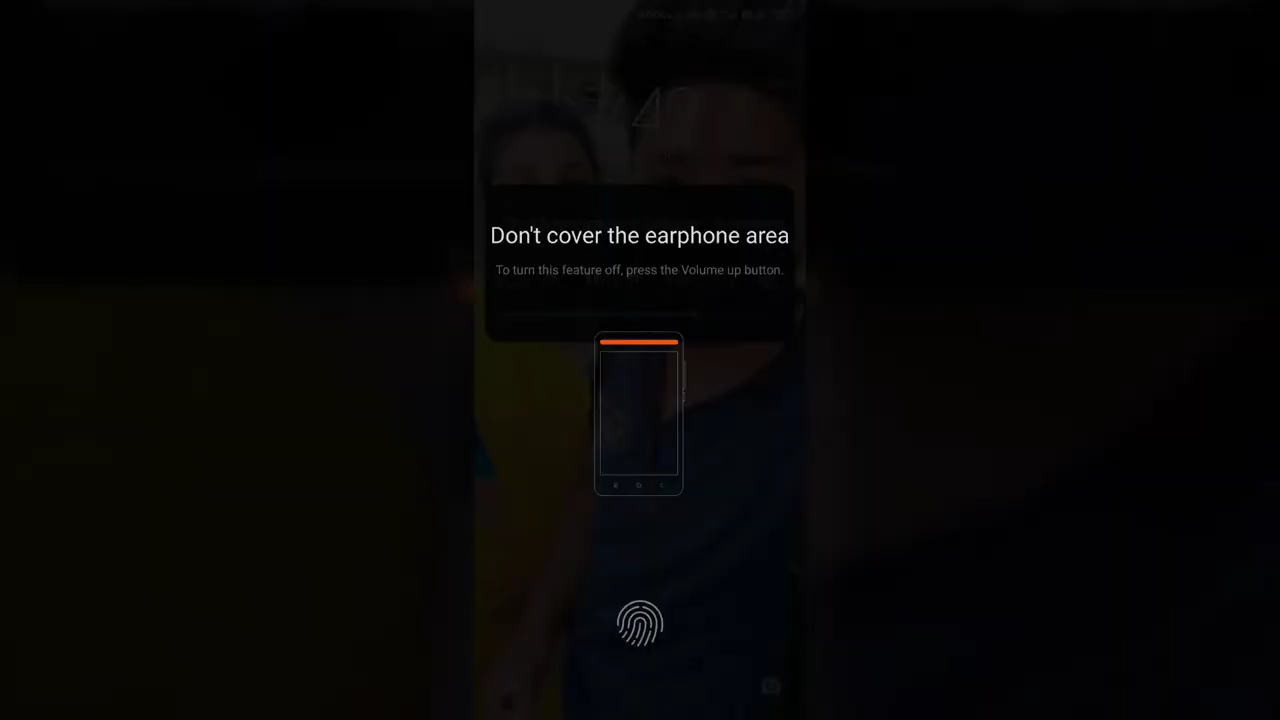 Don't cover the earphone area
To turn this feature off, press the Volume up button.